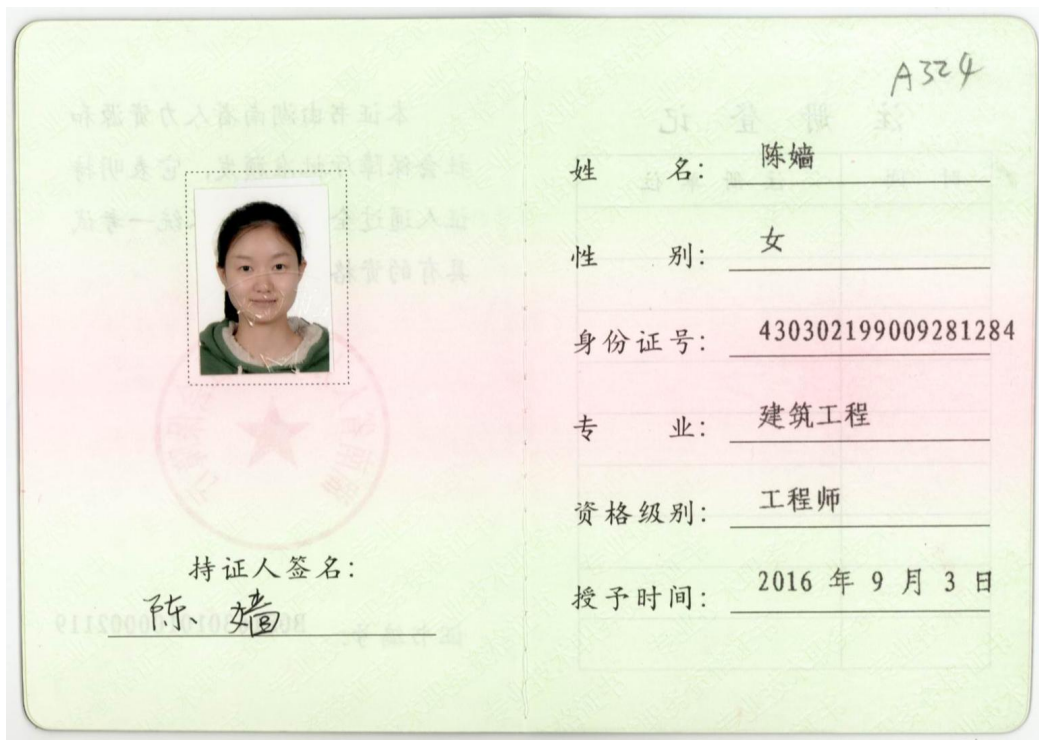 A324
姓 名: 陈嫱
性 别: 女
身份证号: 430302199009281284
专 业: 建筑工程
资格级别: 工程师
授予时间: 2016 年 9 月 3 日
持证人签名:
陈嫱